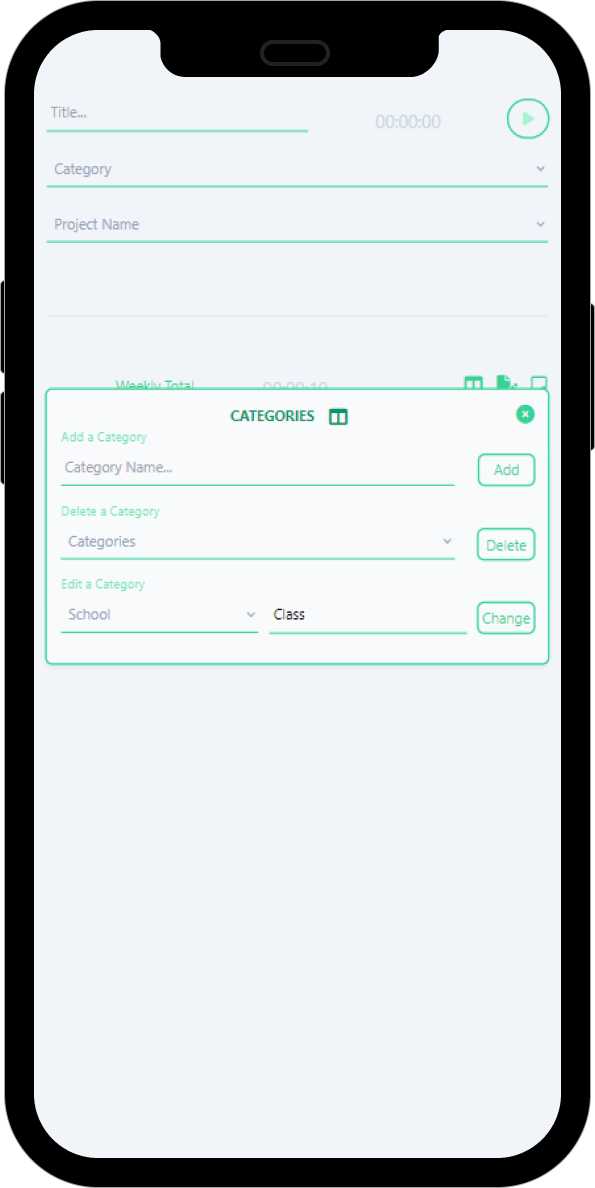 Title...
00:00:00
Category
Project Name
Weekly Total 00:00:10
CATEGORIES
Add a Category
Category Name... Add
Delete a Category
Categories Delete
Edit a Category
School Class Change